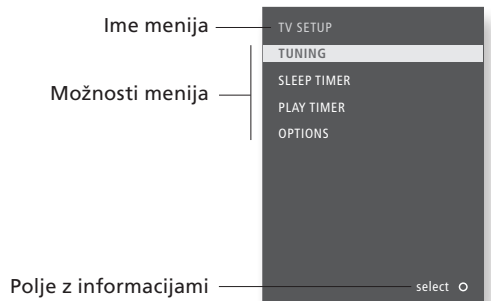 Ime menija
TV SETUP
TUNING
Možnosti menija
SLEEP TIMER
PLAY TIMER
OPTIONS
Polje z informacijami
select